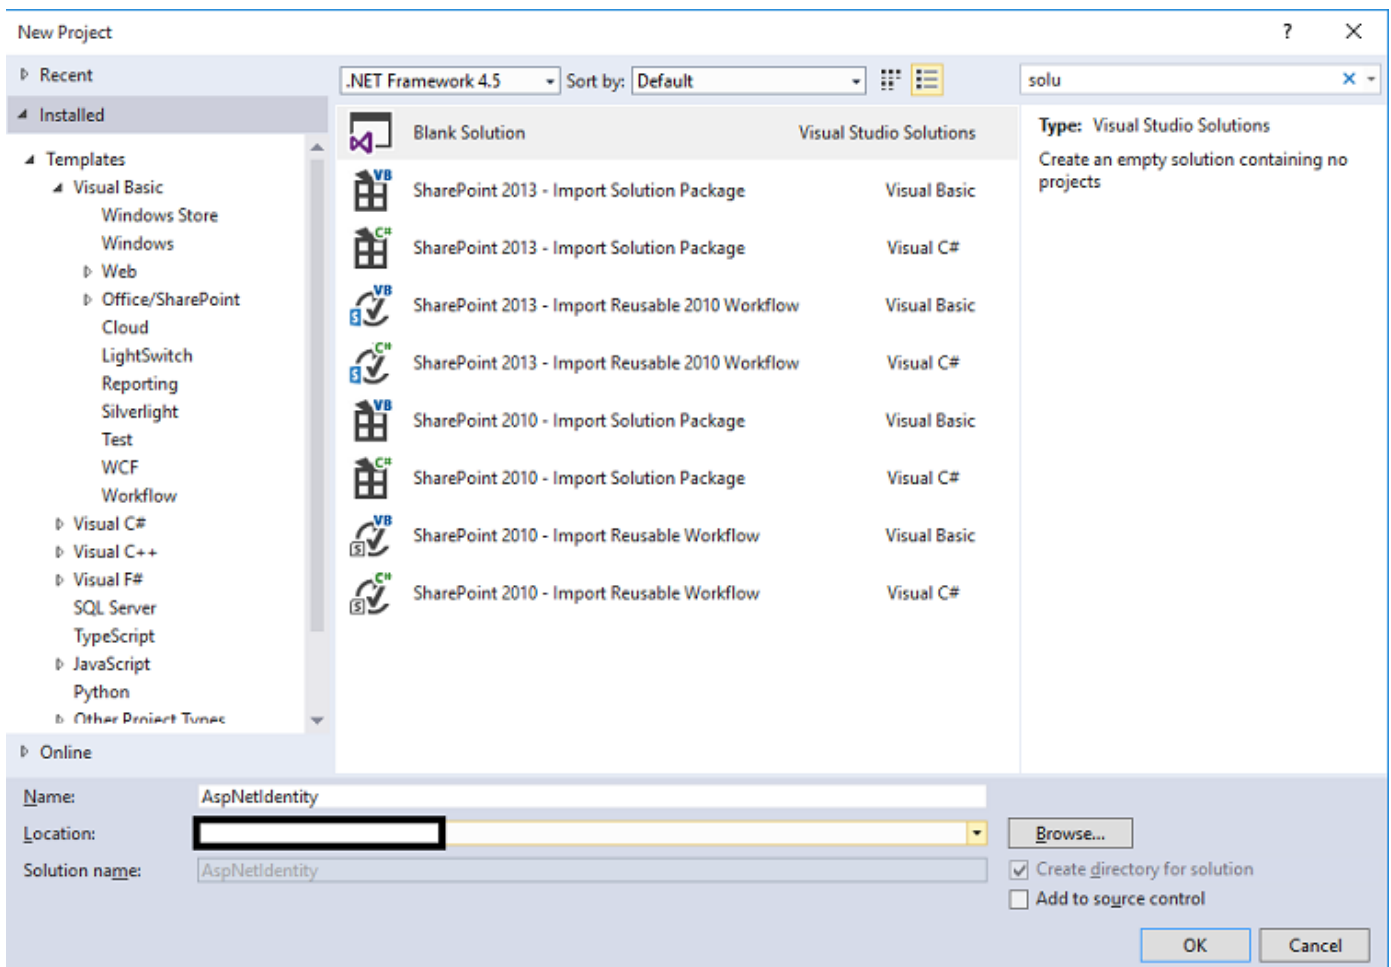 New Project
?
Recent
.NET Framework 4.5
Sort by:
Default
solu
Installed
Templates
Visual Basic
Windows Store
Windows
Web
Office/SharePoint
Cloud
LightSwitch
Reporting
Silverlight
Test
WCF
Workflow
Visual C#
Visual C++
Visual F#
SQL Server
TypeScript
JavaScript
Python
Other Project Types
Online
Blank Solution Visual Studio Solutions
VB SharePoint 2013 - Import Solution Package Visual Basic
C# SharePoint 2013 - Import Solution Package Visual C#
VB S SharePoint 2013 - Import Reusable 2010 Workflow Visual Basic
C# S SharePoint 2013 - Import Reusable 2010 Workflow Visual C#
VB SharePoint 2010 - Import Solution Package Visual Basic
C# SharePoint 2010 - Import Solution Package Visual C#
VB S SharePoint 2010 - Import Reusable Workflow Visual Basic
C# S SharePoint 2010 - Import Reusable Workflow Visual C#
Type: Visual Studio Solutions
Create an empty solution containing no
projects
Name: AspNetIdentity
Location:
Browse...
Solution name: AspNetIdentity
Create directory for solution
Add to source control
OK
Cancel